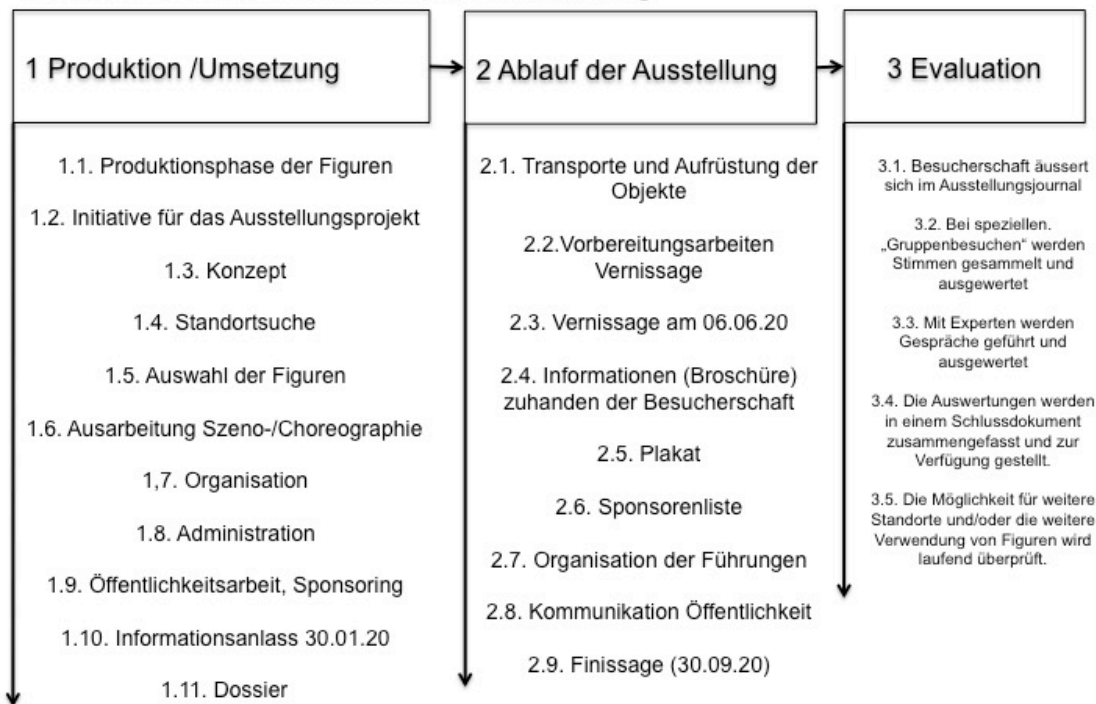 1 Produktion /Umsetzung
1.1. Produktionsphase der Figuren
1.2. Initiative für das Ausstellungsprojekt
1.3. Konzept
1.4. Standortsuche
1.5. Auswahl der Figuren
1.6. Ausarbeitung Szeno-/Choreographie
1,7. Organisation
1.8. Administration
1.9. Öffentlichkeitsarbeit, Sponsoring
1.10. Informationsanlass 30.01.20
1.11. Dossier
2 Ablauf der Ausstellung
2.1. Transporte und Aufrüstung der
Objekte
2.2.Vorbereitungsarbeiten
Vernissage
2.3. Vernissage am 06.06.20
2.4. Informationen (Broschüre)
zuhanden der Besucherschaft
2.5. Plakat
2.6. Sponsorenliste
2.7. Organisation der Führungen
2.8. Kommunikation Öffentlichkeit
2.9. Finissage (30.09.20)
3 Evaluation
3.1. Besucherschaft äussert
sich im Ausstellungsjournal
3.2. Bei speziellen.
„Gruppenbesuchen“ werden
Stimmen gesammelt und
ausgewertet
3.3. Mit Experten werden
Gespräche geführt und
ausgewertet
3.4. Die Auswertungen werden
in einem Schlussdokument
zusammengefasst und zur
Verfügung gestellt.
3.5. Die Möglichkeit für weitere
Standorte und/oder die weitere
Verwendung von Figuren wird
laufend überprüft.